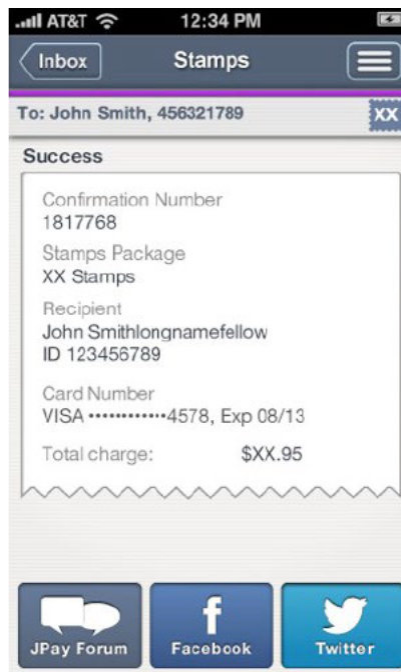 AT&T 12:34 PM
Inbox Stamps
To: John Smith, 456321789 XX
Success
Confirmation Number
1817768
Stamps Package
XX Stamps
Recipient
John Smithlongnamefellow
ID 123456789
Card Number
VISA ••••••••••••4578, Exp 08/13
Total charge: $XX.95
JPay Forum Facebook Twitter